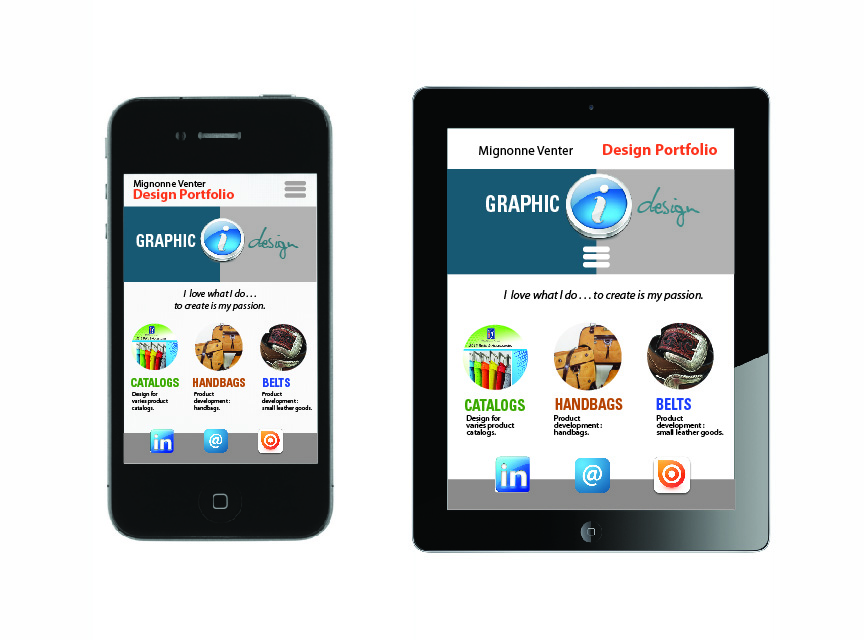 Mignonne Venter
Design Portfolio
GRAPHIC i design
I love what I do . . .
to create is my passion.
CATALOGS HANDBAGS BELTS
Design for
varies product
catalogs.
Product
development :
handbags.
Product
development :
small leather goods.
in @
Mignonne Venter Design Portfolio
GRAPHIC i design
I love what I do . . . to create is my passion.
CATALOGS HANDBAGS BELTS
Design for
varies product
catalogs.
Product
development :
handbags.
Product
development :
small leather goods.
in @